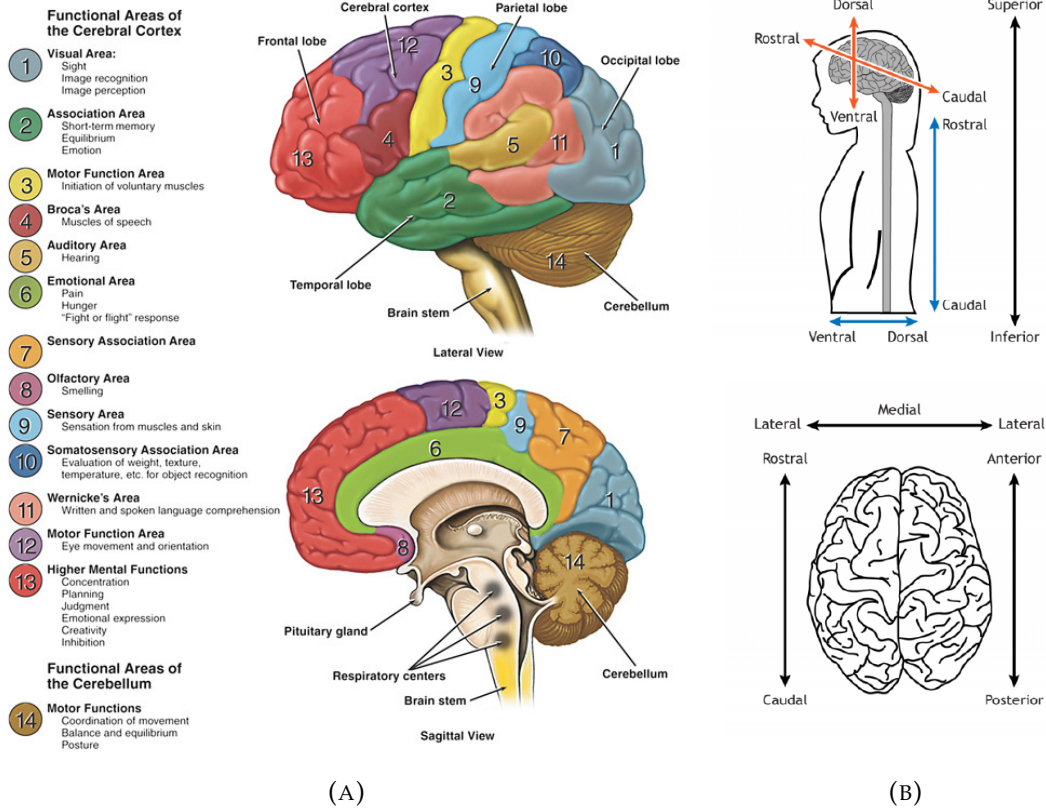 Functional Areas of
the Cerebral Cortex
1
Visual Area:
Sight
Image recognition
Image perception
2
Association Area
Short-term memory
Equilibrium
Emotion
3
Motor Function Area
Initiation of voluntary muscles
4
Broca's Area
Muscles of speech
5
Auditory Area
Hearing
6
Emotional Area
Pain
Hunger
"Fight or flight" response
7
Sensory Association Area
8
Olfactory Area
Smelling
9
Sensory Area
Sensation from muscles and skin
10
Somatosensory Association Area
Evaluation of weight, texture,
temperature, etc. for object recognition
11
Wernicke's Area
Written and spoken language comprehension
12
Motor Function Area
Eye movement and orientation
13
Higher Mental Functions
Concentration
Planning
Judgment
Emotional expression
Creativity
Inhibition
Functional Areas of
the Cerebellum
14
Motor Functions
Coordination of movement
Balance and equilibrium
Posture
Cerebral cortex
Parietal lobe
Frontal lobe
Occipital lobe
12
3
10
9
13
4
5
11
1
2
14
Temporal lobe
Brain stem
Cerebellum
Lateral View
12
3
9
7
6
13
1
8
14
Pituitary gland
Respiratory centers
Brain stem
Cerebellum
Sagittal View
(A)
Dorsal
Superior
Rostral
Caudal
Ventral
Rostral
Caudal
Ventral
Dorsal
Inferior
Medial
Lateral
Lateral
Rostral
Anterior
Caudal
Posterior
(B)